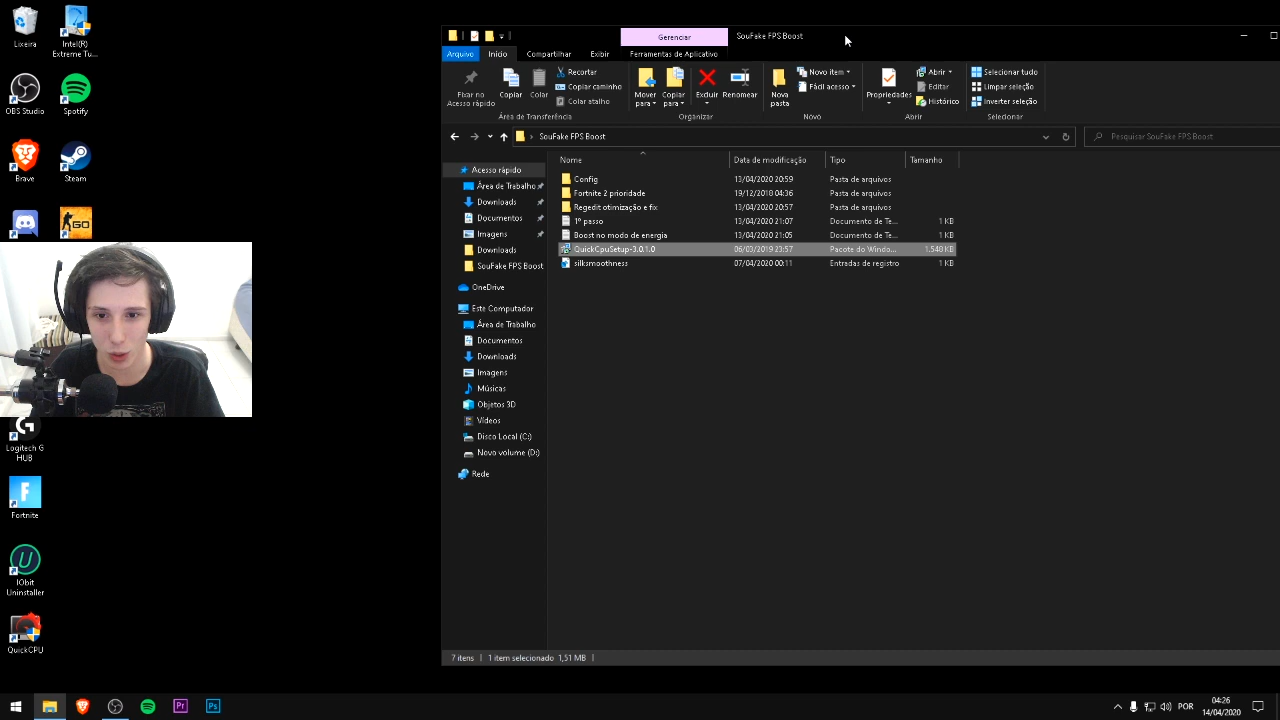 Lixeira
Intel(R) Extreme Tu...
OBS Studio
Spotify
Brave
Steam
GO
Logitech G HUB
Fortnite
IObit Uninstaller
QuickCPU
Gerenciar
SouFake FPS Boost
Arquivo
Início
Compartilhar
Exibir
Ferramentas de Aplicativo
Fixar no Acesso rápido
Copiar
Colar
Recortar
Copiar caminho
Colar atalho
Área de Transferência
Mover para
Copiar para
Excluir
Renomear
Organizar
Nova pasta
Novo item
Fácil acesso
Novo
Propriedades
Abrir
Editar
Histórico
Abrir
Selecionar tudo
Limpar seleção
Inverter seleção
Selecionar
SouFake FPS Boost
Pesquisar SouFake FPS Boost
Nome Data de modificação Tipo Tamanho
Config 13/04/2020 20:59 Pasta de arquivos
Fortnite 2 prioridade 19/12/2018 04:36 Pasta de arquivos
Regedit otimização e fix 13/04/2020 20:57 Pasta de arquivos
1º passo 13/04/2020 21:07 Documento de Te... 1 KB
Boost no modo de energia 13/04/2020 21:05 Documento de Te... 1 KB
QuickCpuSetup-3.0.1.0 06/03/2019 23:57 Pacote do Windo... 1.548 KB
silksmoothness 07/04/2020 00:11 Entradas de registro 1 KB
Acesso rápido
Área de Trabalho
Downloads
Documentos
Imagens
Downloads
SouFake FPS Boost
OneDrive
Este Computador
Área de Trabalho
Documentos
Downloads
Imagens
Músicas
Objetos 3D
Vídeos
Disco Local (C:)
Novo volume (D:)
Rede
7 itens 1 item selecionado 1,51 MB
Pr
Ps
POR
04:26
14/04/2020